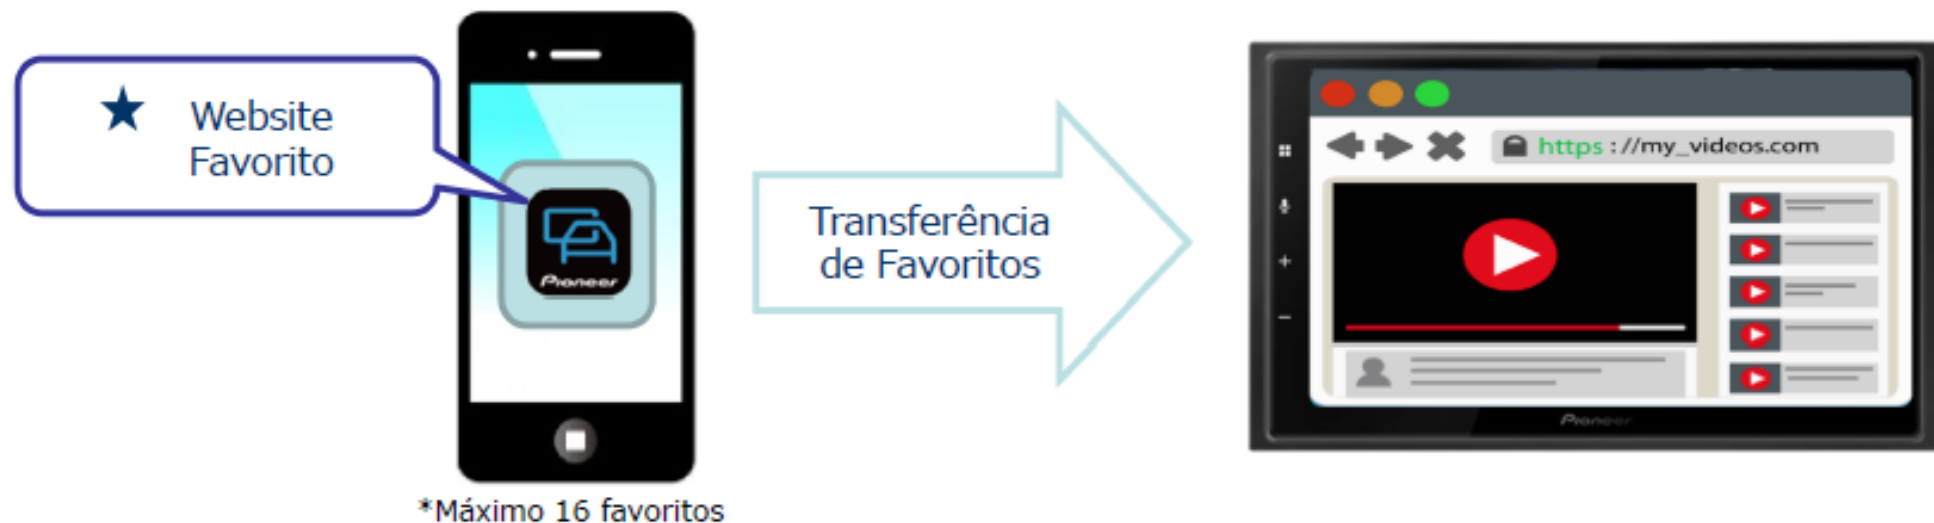 ★ Website
Favorito
Pioneer
*Máximo 16 favoritos
Transferência
de Favoritos
https://my_videos.com
Pioneer